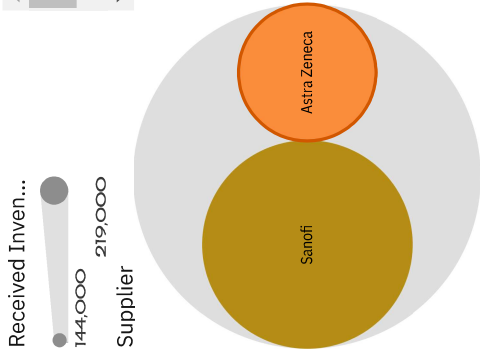 Received Inven...
144,000
219,000
Supplier
Sanofi
Astra Zeneca